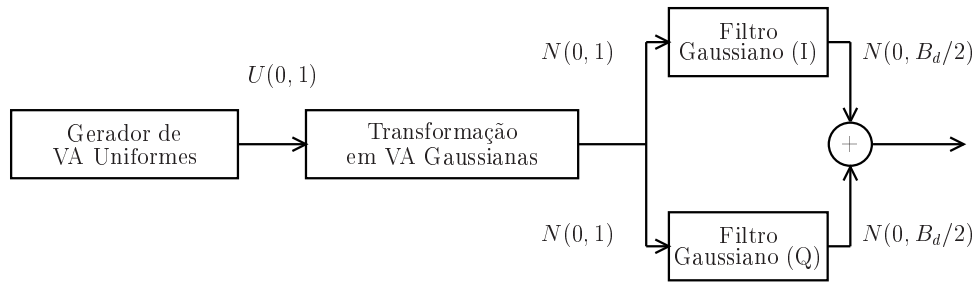 Filtro
Gaussiano (I)
N(0, 1)
N(0, B_d/2)
U(0, 1)
Gerador de
VA Uniformes
Transformação
em VA Gaussianas
+
N(0, 1)
Filtro
Gaussiano (Q)
N(0, B_d/2)